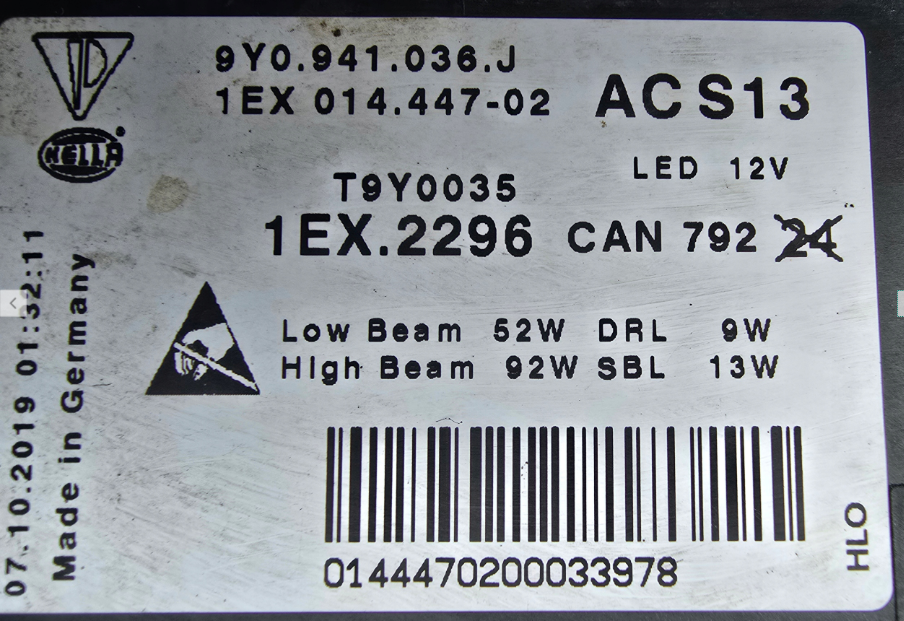 9Y0.941.036.J
1EX 014.447-02
AC S13
HELLA
LED 12V
T9Y0035
1EX.2296 CAN 792 24
Low Beam 52W DRL 9W
High Beam 92W SBL 13W
0144470200033978
07.10.2019 01:32:11
Made in Germany
HLO